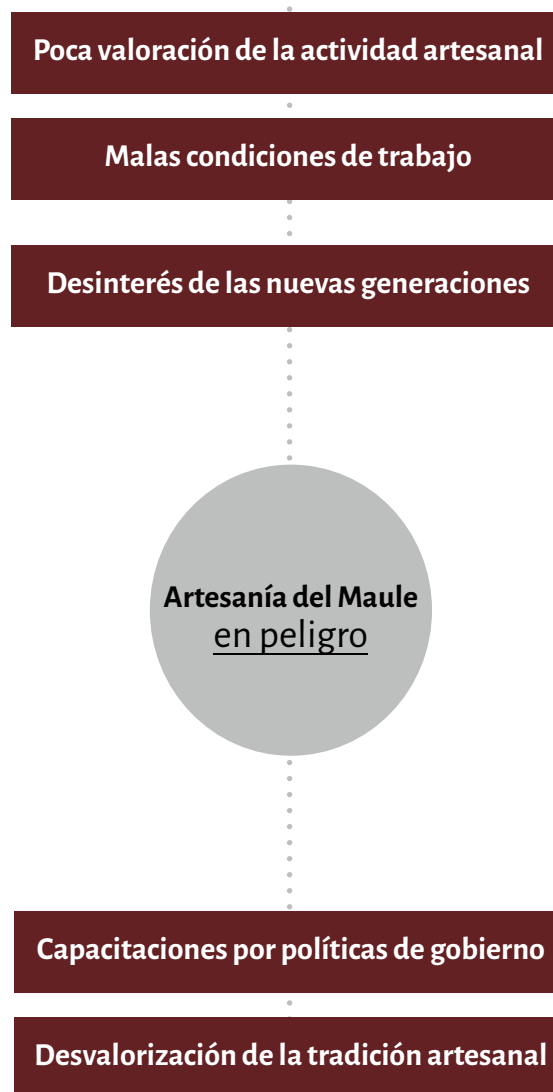 Poca valoración de la actividad artesanal
Malas condiciones de trabajo
Desinterés de las nuevas generaciones
Artesanía del Maule
en peligro
Capacitaciones por políticas de gobierno
Desvalorización de la tradición artesanal